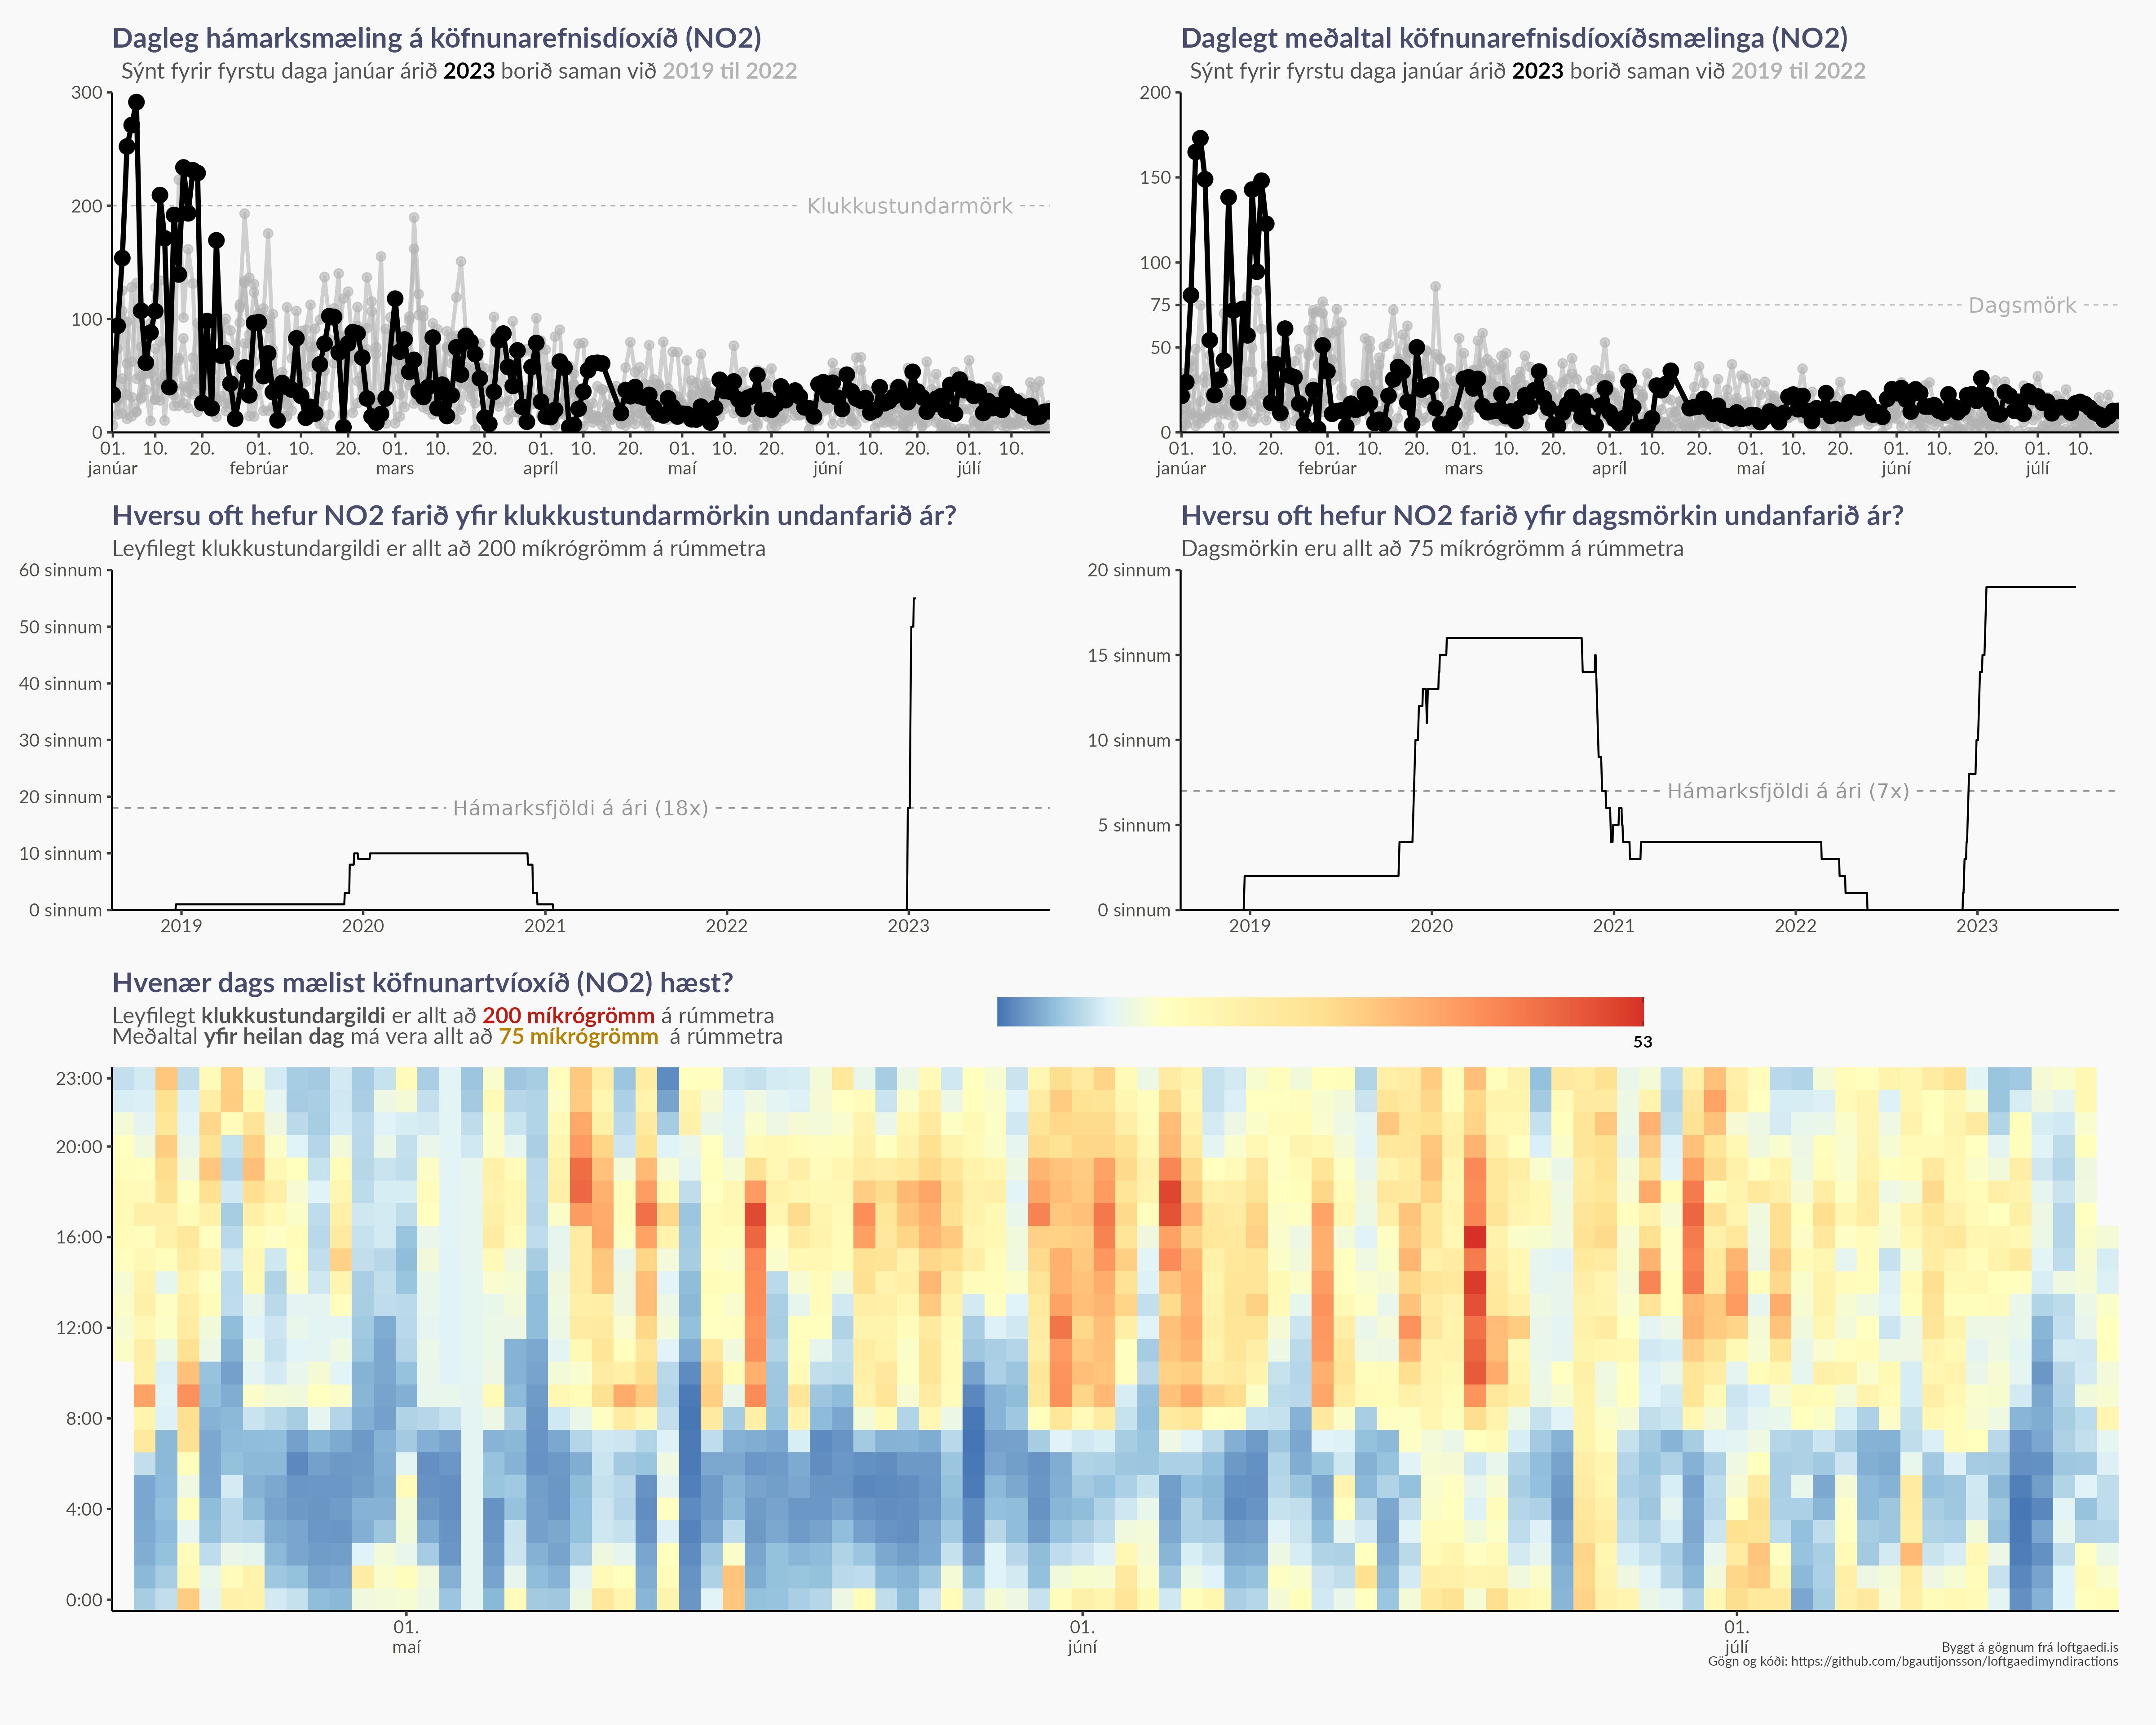 Dagleg hámarksmæling á köfnunarefnisdíoxíð (NO2)
Sýnt fyrir fyrstu daga janúar árið 2023 borið saman við 2019 til 2022
300
200
100
0
Klukkustundarmörk
01. 10. 20. 01. 10. 20. 01. 10. 20. 01. 10. 20. 01. 10. 20. 01. 10. 20. 01. 10.
janúar febrúar mars apríl maí júní júlí
Daglegt meðaltal köfnunarefnisdíoxíðsmælinga (NO2)
Sýnt fyrir fyrstu daga janúar árið 2023 borið saman við 2019 til 2022
200
150
100
75
50
0
Dagsmörk
01. 10. 20. 01. 10. 20. 01. 10. 20. 01. 10. 20. 01. 10. 20. 01. 10. 20. 01. 10.
janúar febrúar mars apríl maí júní júlí
Hversu oft hefur NO2 farið yfir klukkustundarmörkin undanfarið ár?
Leyfilegt klukkustundargildi er allt að 200 míkrógrömm á rúmmetra
60 sinnum
50 sinnum
40 sinnum
30 sinnum
20 sinnum
10 sinnum
0 sinnum
Hámarksfjöldi á ári (18x)
2019 2020 2021 2022 2023
Hversu oft hefur NO2 farið yfir dagsmörkin undanfarið ár?
Dagsmörkin eru allt að 75 míkrógrömm á rúmmetra
20 sinnum
15 sinnum
10 sinnum
5 sinnum
0 sinnum
Hámarksfjöldi á ári (7x)
2019 2020 2021 2022 2023
Hvenær dags mælist köfnunartvíoxíð (NO2) hæst?
Leyfilegt klukkustundargildi er allt að 200 míkrógrömm á rúmmetra
Meðaltal yfir heilan dag má vera allt að 75 míkrógrömm á rúmmetra
53
23:00
20:00
16:00
12:00
8:00
4:00
0:00
01. 01. 01.
maí júní júlí
Byggt á gögnum frá loftgaedi.is
Gögn og kóði: https://github.com/bgautijonsson/loftgaedimyndiractions